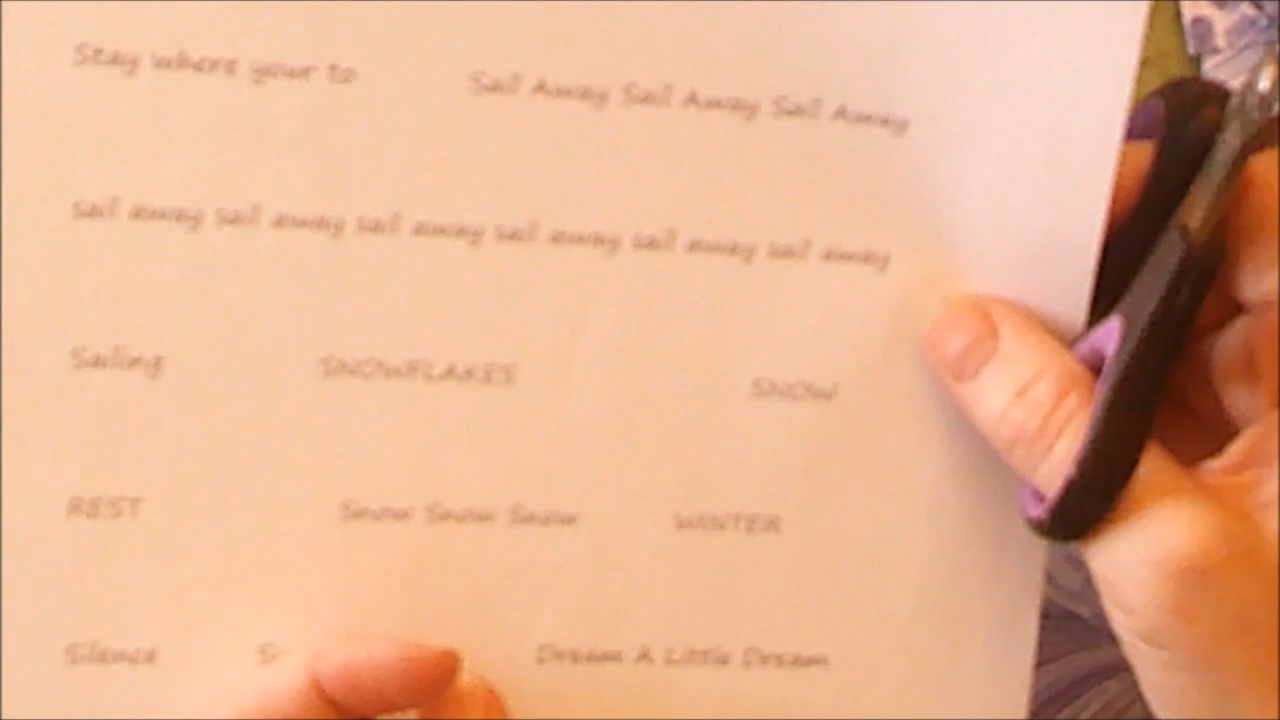 Stay where your to Sail Away Sail Away Sail Away
sail away sail away sail away sail away sail away sail away
Sailing SNOWFLAKES SNOW
REST Snow Snow Snow WINTER
Silence Dream A Little Dream